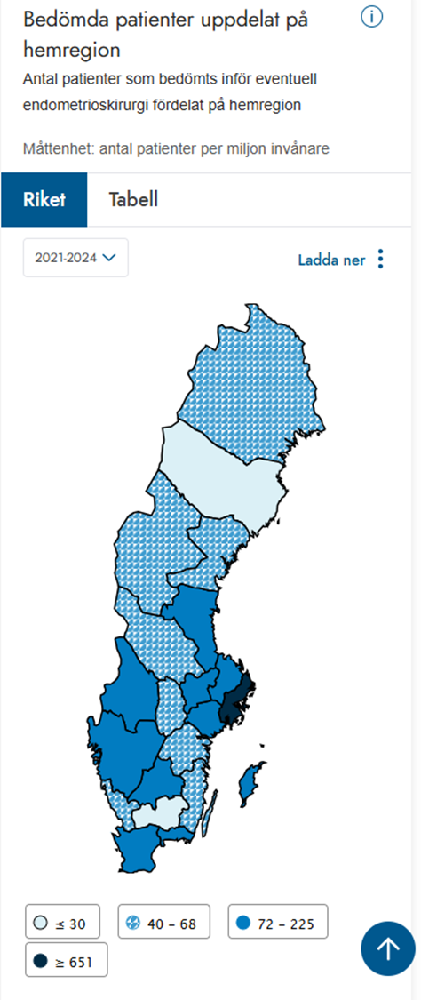 Bedömda patienter uppdelat på
hemregion
Antal patienter som bedömts inför eventuell
endometrioskirurgi fördelat på hemregion
Måttenhet: antal patienter per miljon invånare
Riket Tabell
2021-2024 Ladda ner
≤ 30 40 – 68 72 – 225
≥ 651